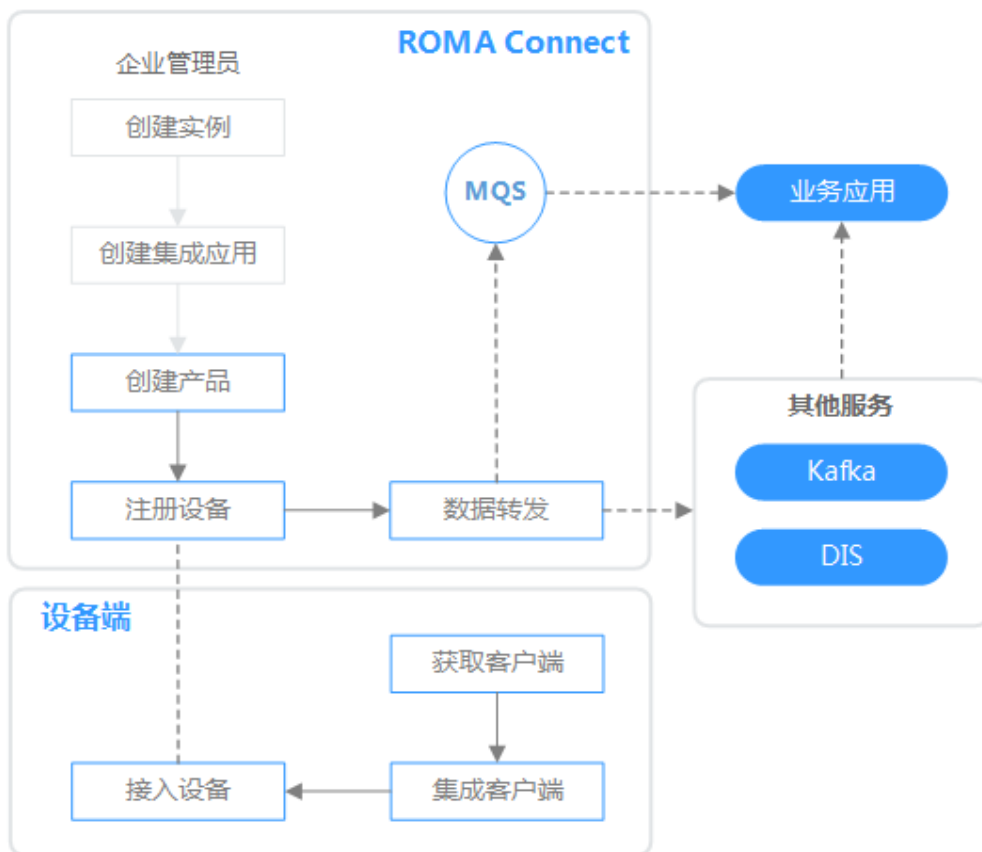 ROMA Connect
企业管理员
创建实例
MQS
业务应用
创建集成应用
创建产品
其他服务
Kafka
注册设备
数据转发
DIS
设备端
获取客户端
接入设备
集成客户端